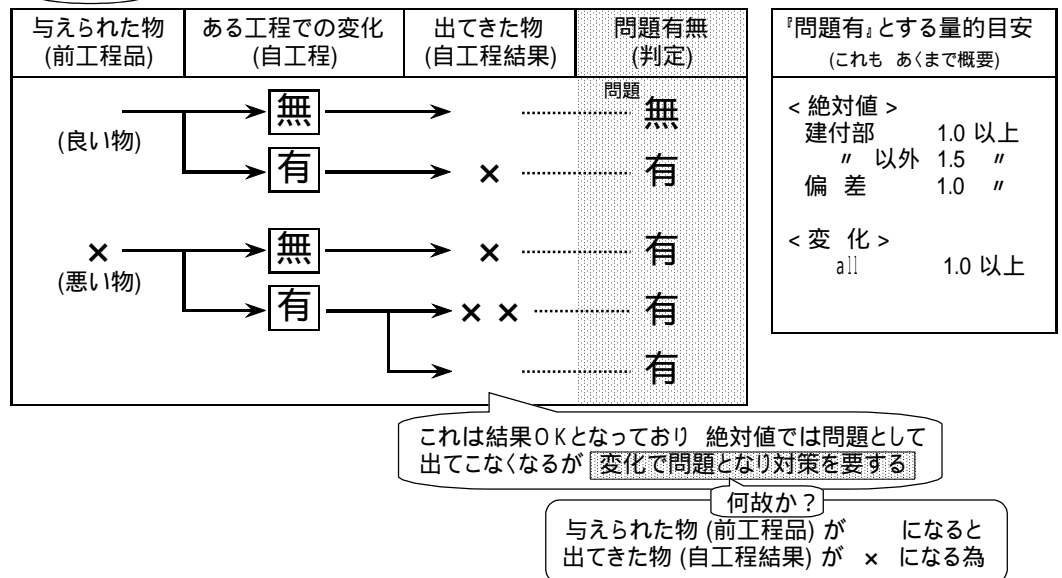 与えられた物 ある工程での変化 出てきた物 問題有無
(前工程品) (自工程) (自工程結果) (判定)
問題
無 無
(良い物)
有 × 有
× 無 × 有
(悪い物)
有 × × 有
有
『問題有』とする量的目安
(これも あくまで概要)
< 絶対値 >
建付部 1.0 以上
〃 以外 1.5 〃
偏 差 1.0 〃
< 変 化 >
all 1.0 以上
これは結果OKとなっており 絶対値では問題として
出てこなくなるが 変化で問題となり対策を要する
何故か?
与えられた物 (前工程品) が になると
出てきた物 (自工程結果) が × になる為